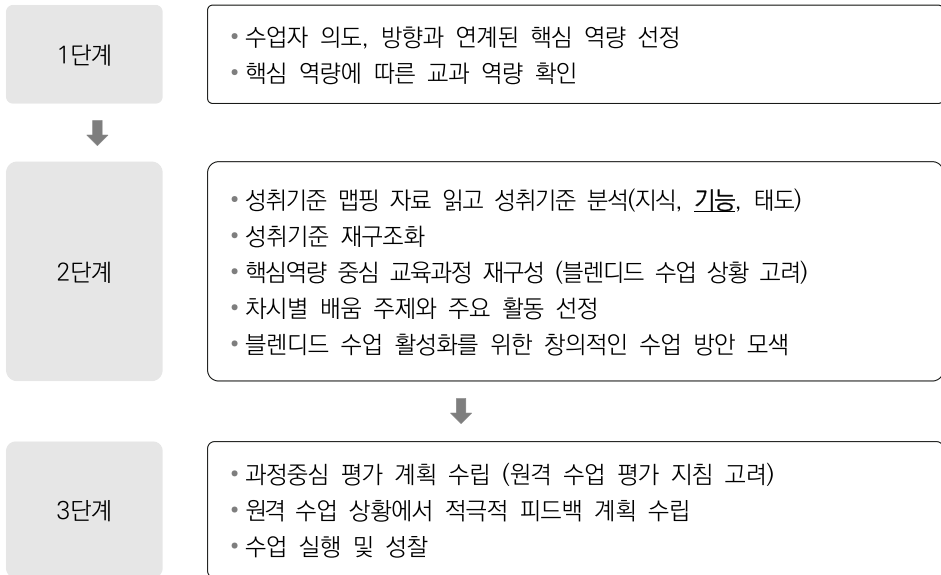 1단계
• 수업자 의도, 방향과 연계된 핵심 역량 선정
• 핵심 역량에 따른 교과 역량 확인
2단계
• 성취기준 맵핑 자료 읽고 성취기준 분석(지식, 기능, 태도)
• 성취기준 재구조화
• 핵심역량 중심 교육과정 재구성 (블렌디드 수업 상황 고려)
• 차시별 배움 주제와 주요 활동 선정
• 블렌디드 수업 활성화를 위한 창의적인 수업 방안 모색
3단계
• 과정중심 평가 계획 수립 (원격 수업 평가 지침 고려)
• 원격 수업 상황에서 적극적 피드백 계획 수립
• 수업 실행 및 성찰